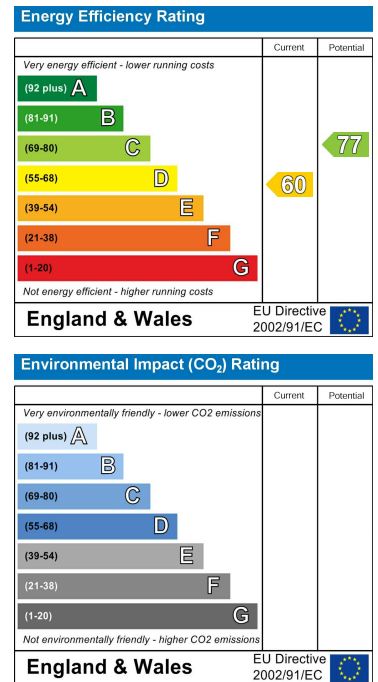 Energy Efficiency Rating
Current Potential
Very energy efficient - lower running costs
(92 plus) A
(81-91) B
(69-80) C
77
(55-68) D
60
(39-54) E
(21-38) F
(1-20) G
Not energy efficient - higher running costs
England & Wales
EU Directive
2002/91/EC
Environmental Impact (CO₂) Rating
Current Potential
Very environmentally friendly - lower CO2 emissions
(92 plus) A
(81-91) B
(69-80) C
(55-68) D
(39-54) E
(21-38) F
(1-20) G
Not environmentally friendly - higher CO2 emissions
England & Wales
EU Directive
2002/91/EC